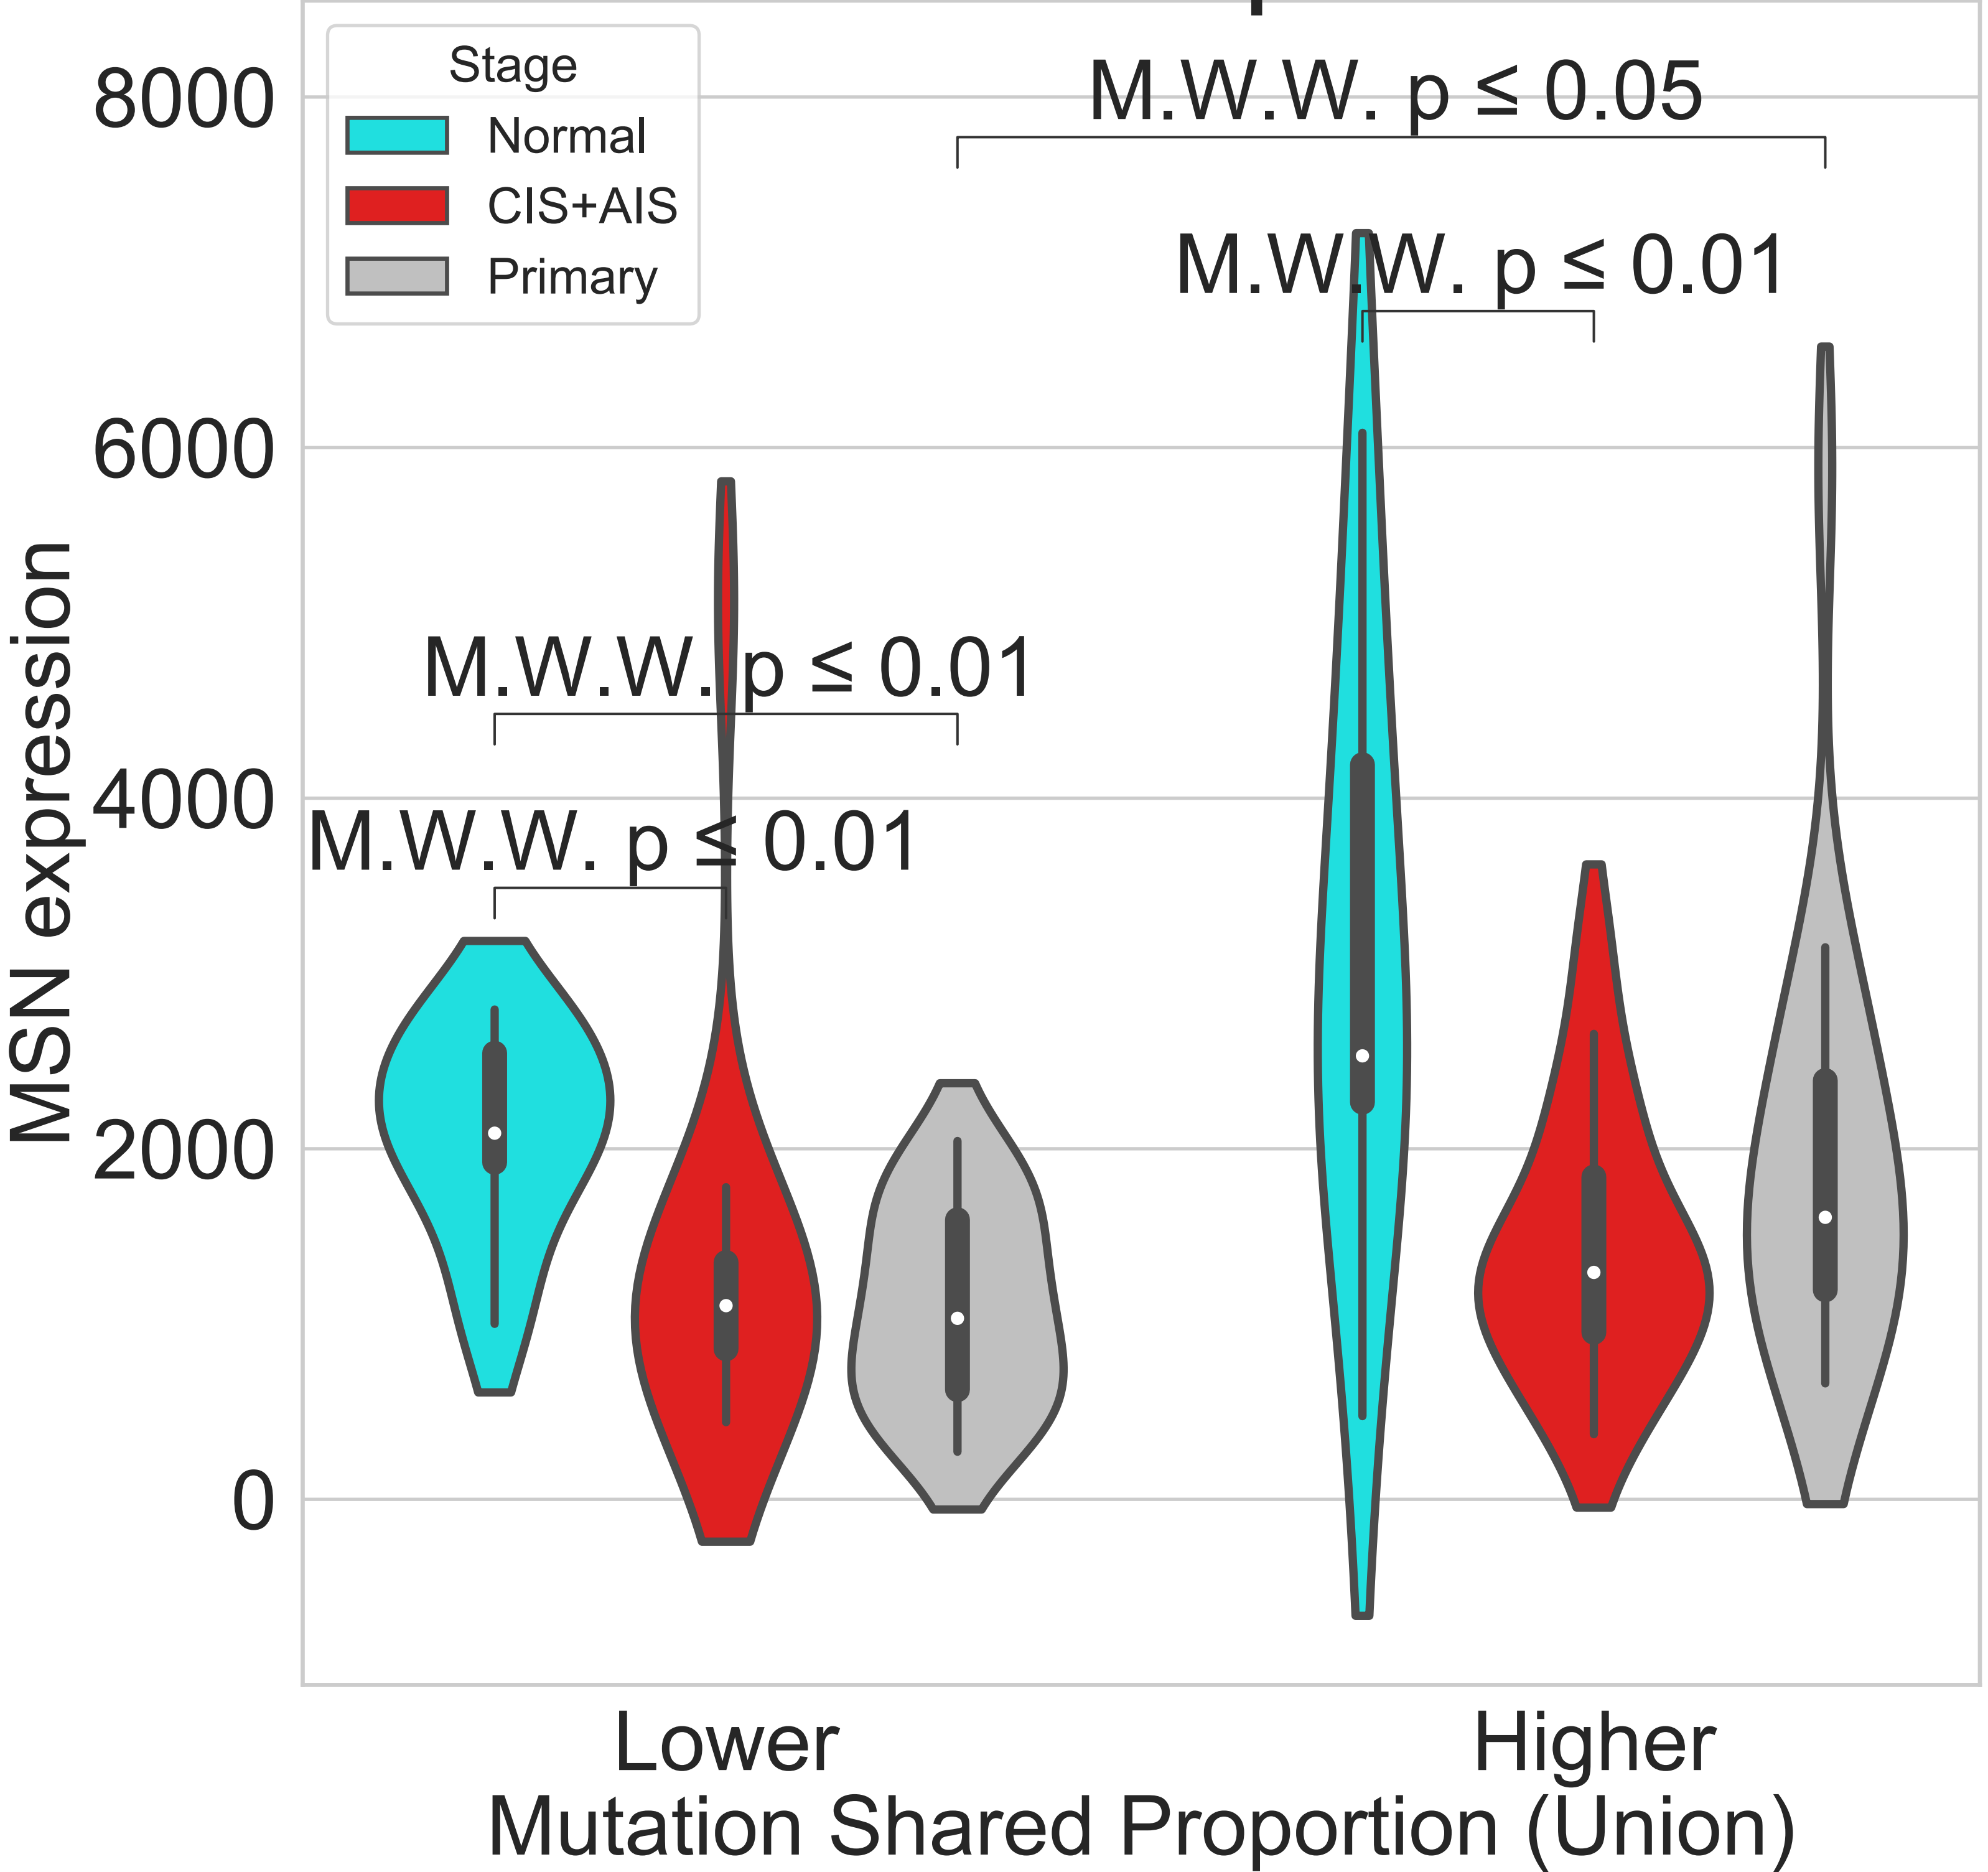 Stage
Normal
CIS+AIS
Primary
M.W.W. p ≤ 0.05
M.W.W. p ≤ 0.01
M.W.W. p ≤ 0.01
M.W.W. p ≤ 0.01
8000
6000
4000
2000
0
MSN expression
Lower
Higher
Mutation Shared Proportion (Union)